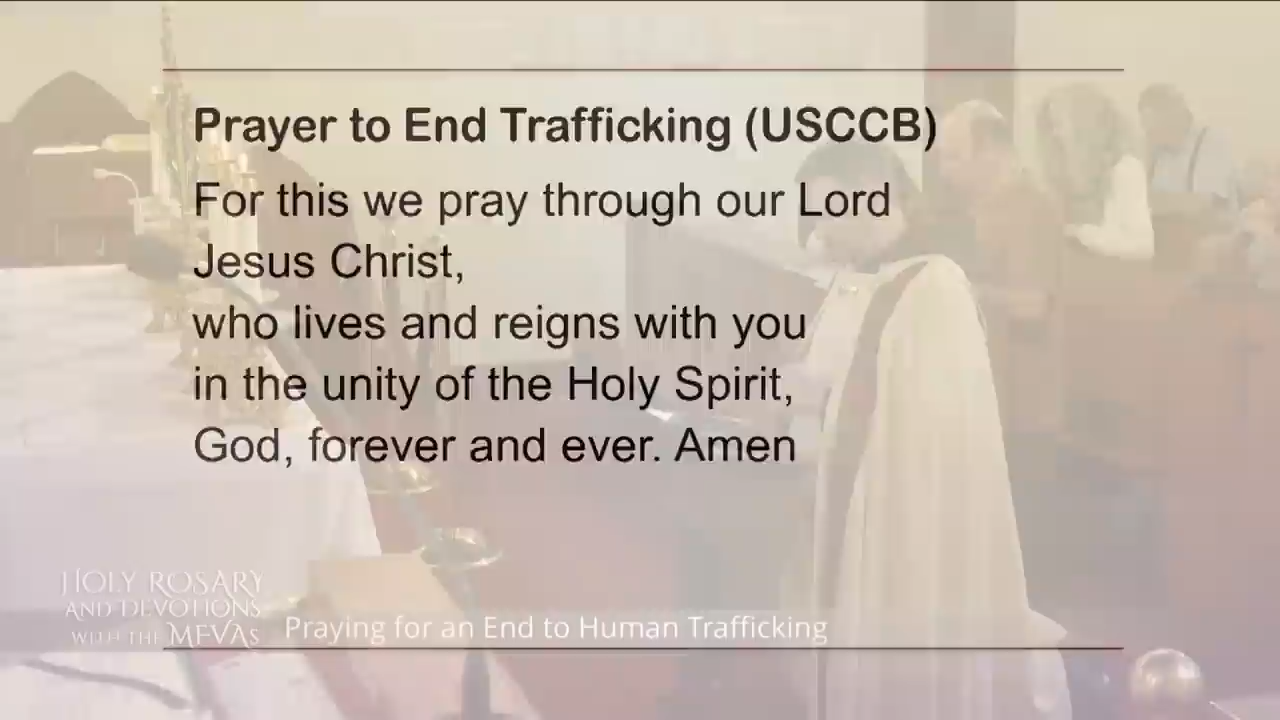 Prayer to End Trafficking (USCCB)
For this we pray through our Lord
Jesus Christ,
who lives and reigns with you
in the unity of the Holy Spirit,
God, forever and ever. Amen
HOLY ROSARY
AND DEVOTIONS
WITH THE MFVAs
Praying for an End to Human Trafficking